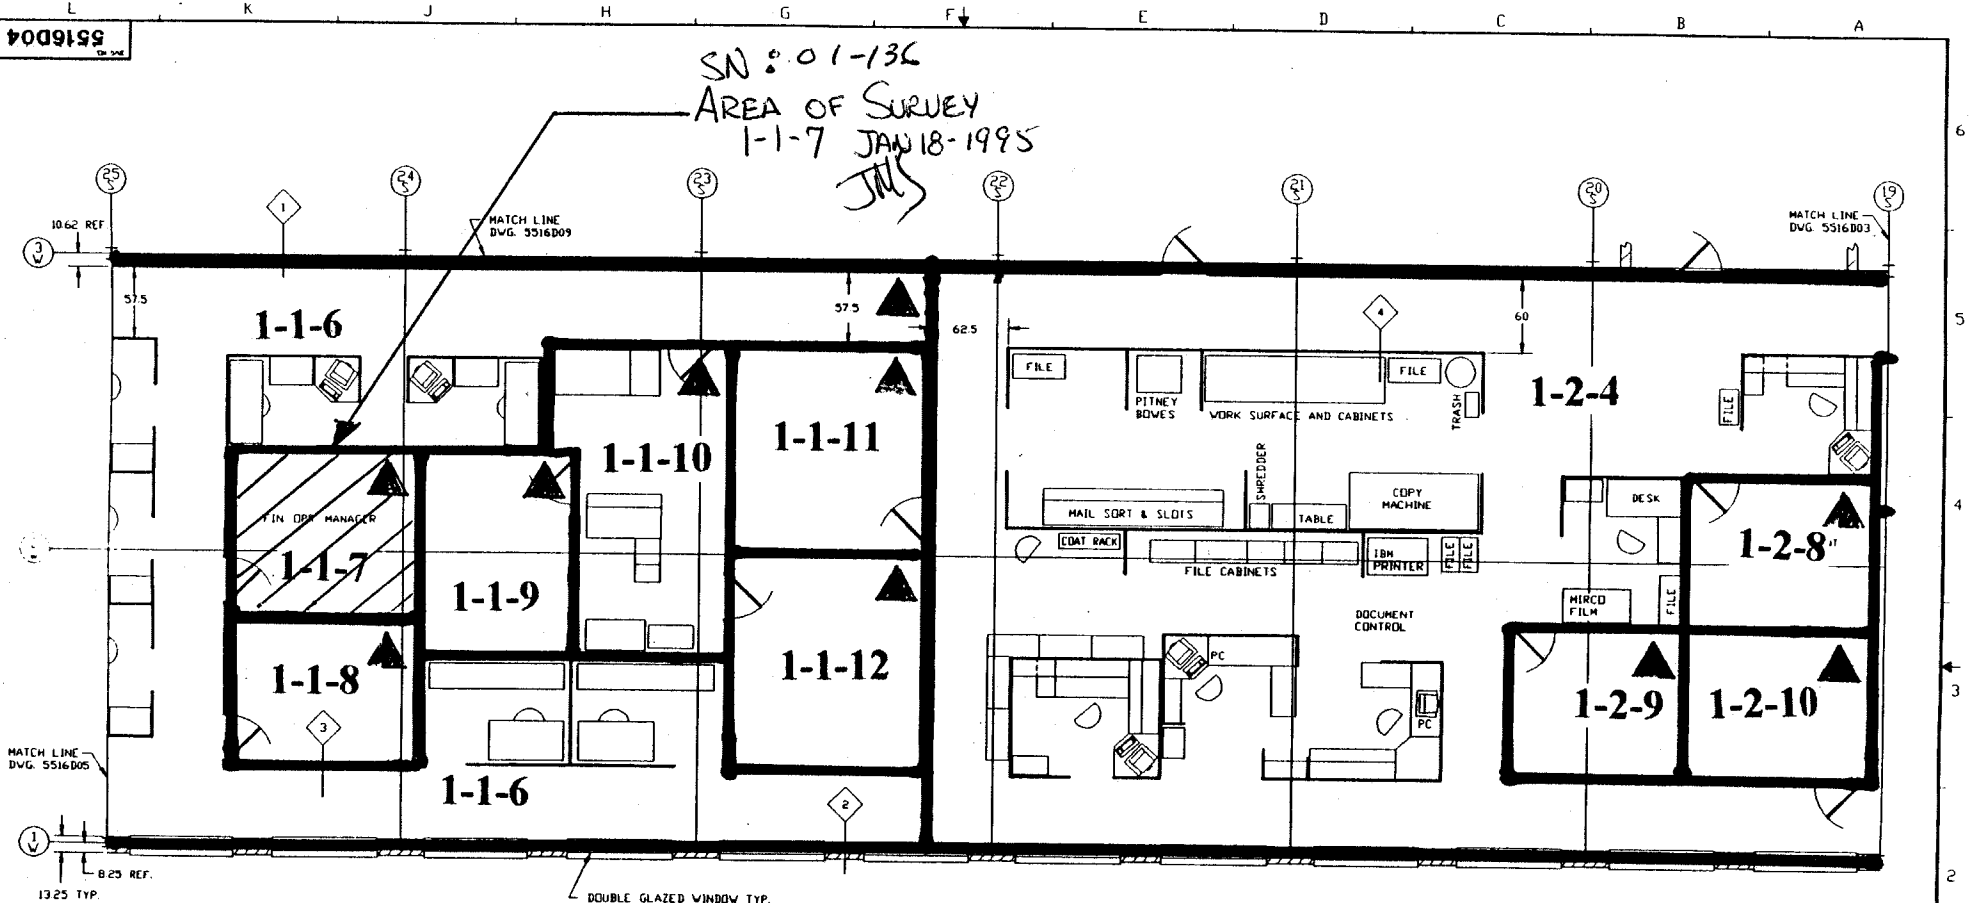 L K J H G F E D C B A
5516D04
SN: 01-136
AREA OF SURVEY
1-1-7 JAN 18-1995
JMS
6
25 S
24 S
23 S
22 S
21 S
20 S
19 S
1
10.62 REF
MATCH LINE
DWG. 5516D09
MATCH LINE
DWG. 5516D03
3 W
57.5
1-1-6
57.5
62.5
4
60
5
FILE
PITNEY
BOWES
WORK SURFACE AND CABINETS
FILE
TRASH
1-2-4
FILE
1-1-10
1-1-11
SHREDDER
COPY
MACHINE
DESK
4
FIN OPS MANAGER
MAIL SORT & SLOTS
TABLE
1-1-7
COAT RACK
FILE CABINETS
IBM
PRINTER
FILE
FILE
1-2-8
1-1-9
MIRCO
FILM
FILE
DOCUMENT
CONTROL
1-1-8
1-1-12
PC
3
1-2-9
1-2-10
3
PC
MATCH LINE
DWG. 5516D05
1-1-6
2
1 W
8.25 REF.
13.25 TYP.
DOUBLE GLAZED WINDOW TYP.
2